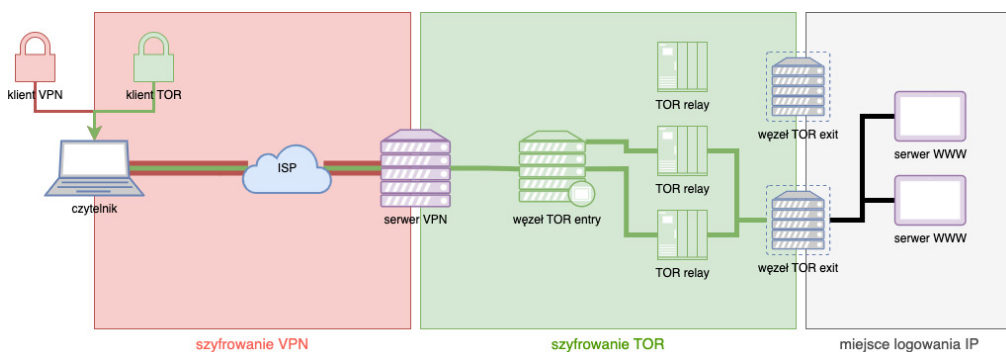 klient VPN
klient TOR
TOR relay
węzeł TOR exit
serwer WWW
ISP
czytelnik
serwer VPN
węzeł TOR entry
TOR relay
TOR relay
węzeł TOR exit
serwer WWW
szyfrowanie VPN
szyfrowanie TOR
miejsce logowania IP